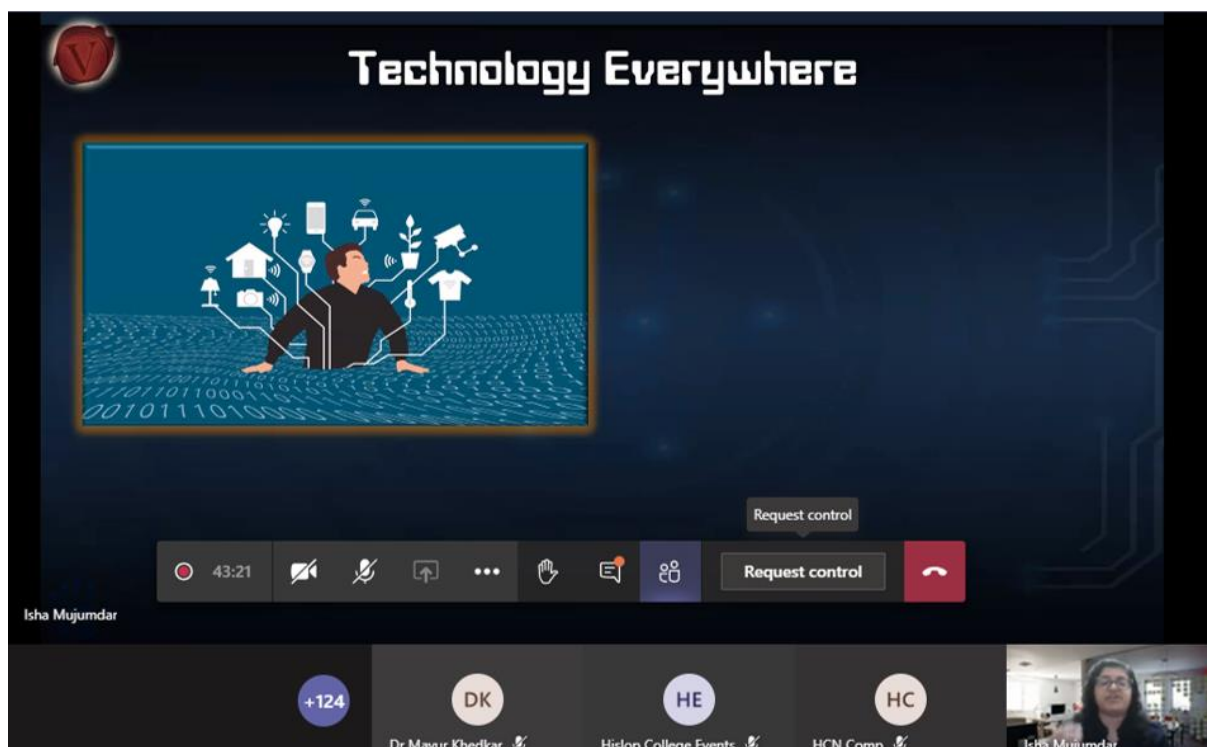 V
Technology Everywhere
Request control
43:21
Request control
Isha Mujumdar
+124
DK
HE
HC
Dr Mayur Khedkar
Hislop College Events
HCN Comp
Isha Mujumdar